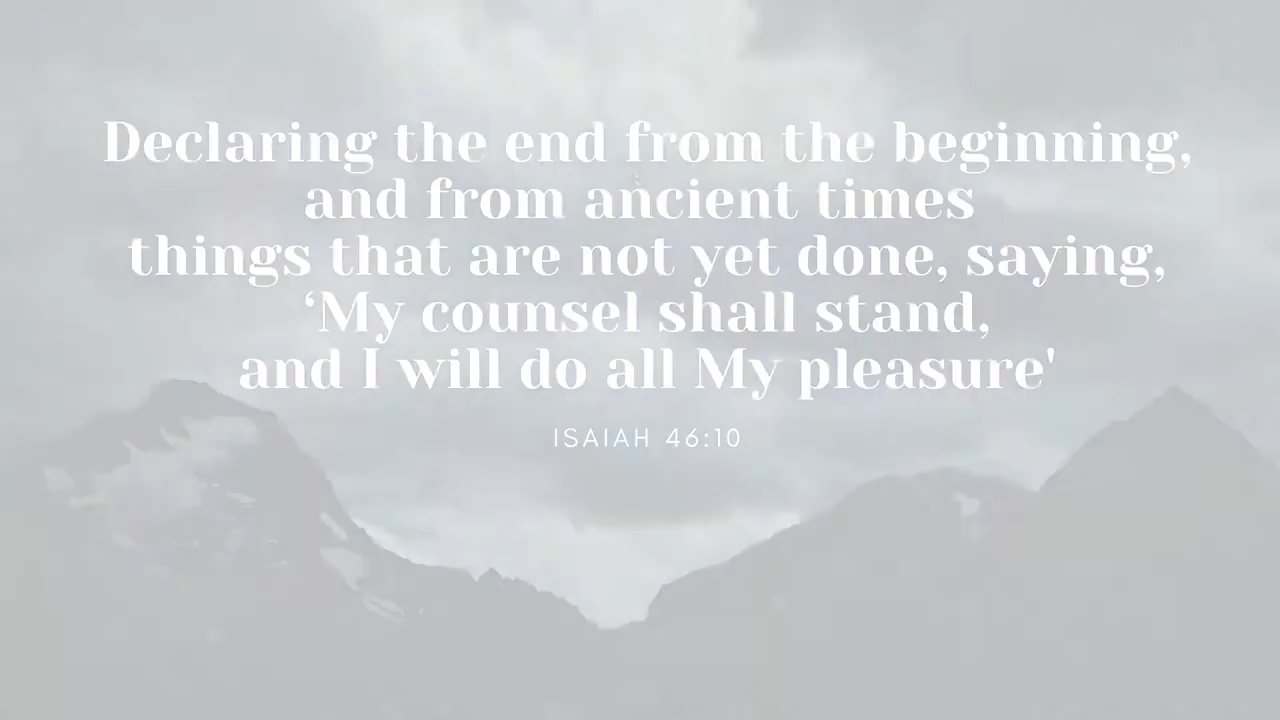 Declaring the end from the beginning,
and from ancient times
things that are not yet done, saying,
‘My counsel shall stand,
and I will do all My pleasure'
ISAIAH 46:10